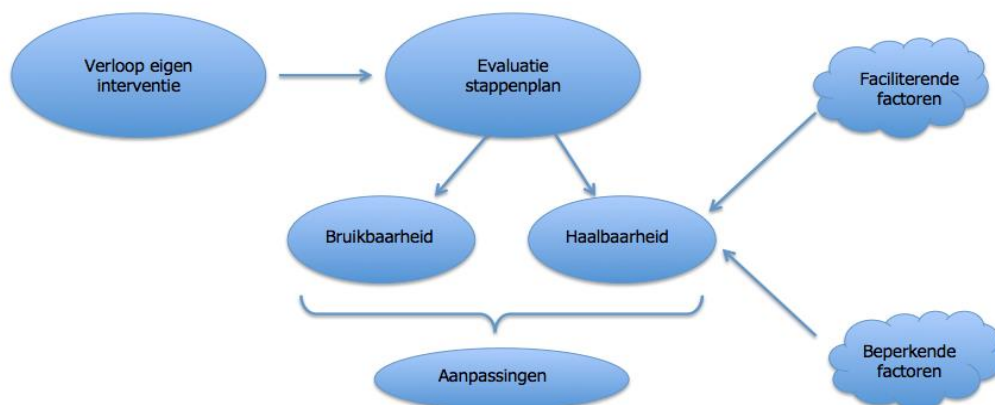 Verloop eigen
interventie
Evaluatie
stappenplan
Faciliterende
factoren
Bruikbaarheid
Haalbaarheid
Beperkende
factoren
Aanpassingen